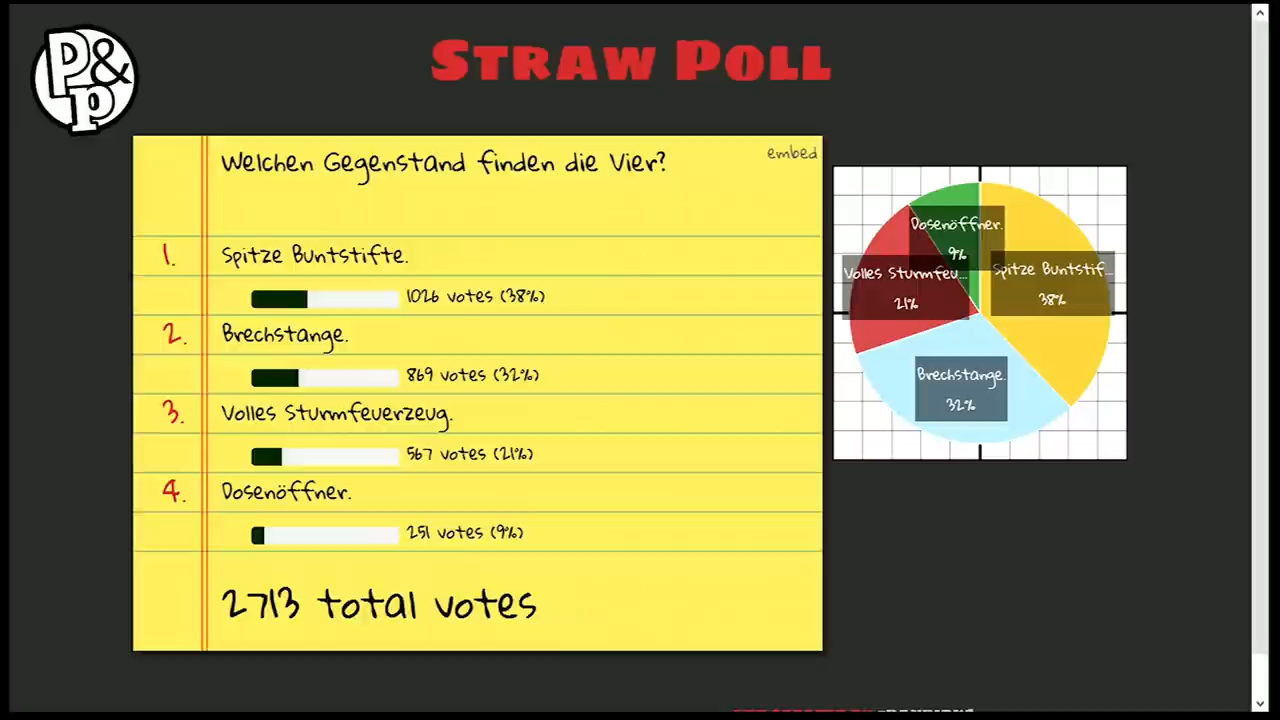 P&P
STRAW POLL
Welchen Gegenstand finden die Vier?
embed
1. Spitze Buntstifte.
1026 votes (38%)
2. Brechstange.
869 votes (32%)
3. Volles Sturmfeuerzeug.
567 votes (21%)
4. Dosenöffner.
251 votes (9%)
2713 total votes
Dosenöffner.
9%
Volles Sturmfeu...
21%
Spitze Buntstif...
38%
Brechstange.
32%